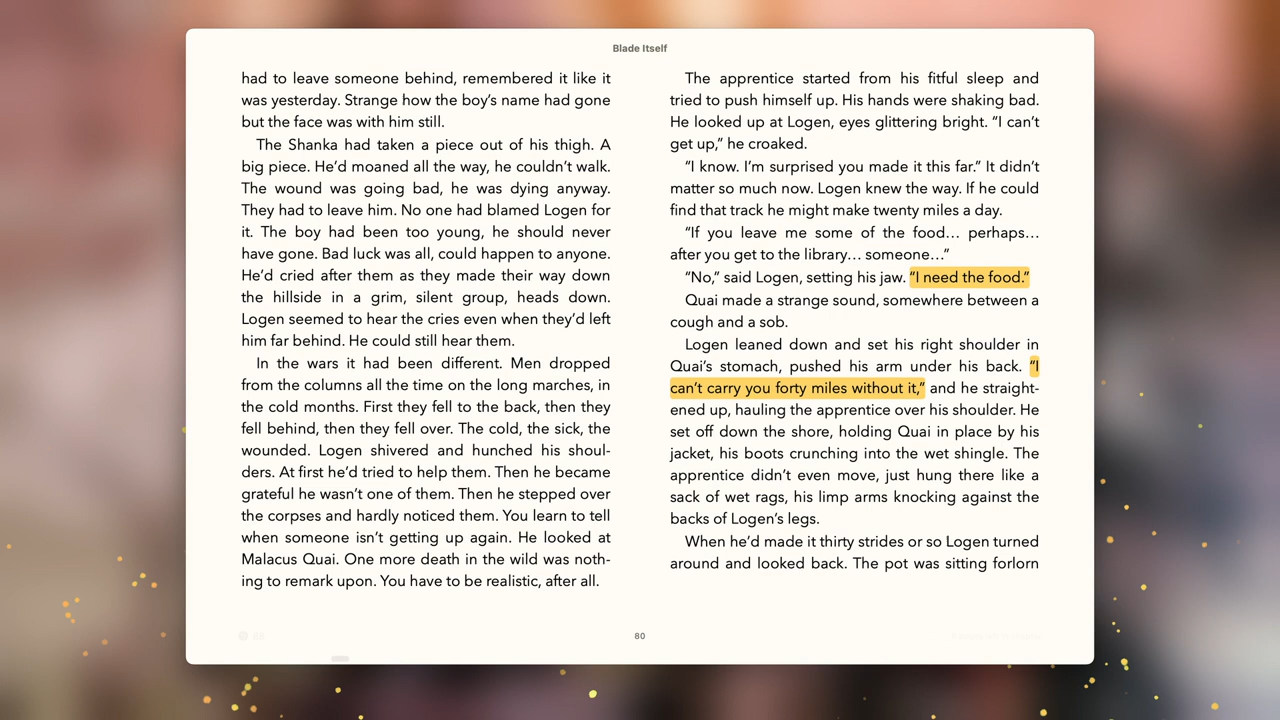 Blade Itself
had to leave someone behind, remembered it like it
was yesterday. Strange how the boy’s name had gone
but the face was with him still.
The Shanka had taken a piece out of his thigh. A
big piece. He’d moaned all the way, he couldn’t walk.
The wound was going bad, he was dying anyway.
They had to leave him. No one had blamed Logen for
it. The boy had been too young, he should never
have gone. Bad luck was all, could happen to anyone.
He’d cried after them as they made their way down
the hillside in a grim, silent group, heads down.
Logen seemed to hear the cries even when they’d left
him far behind. He could still hear them.
In the wars it had been different. Men dropped
from the columns all the time on the long marches, in
the cold months. First they fell to the back, then they
fell behind, then they fell over. The cold, the sick, the
wounded. Logen shivered and hunched his shoul-
ders. At first he’d tried to help them. Then he became
grateful he wasn’t one of them. Then he stepped over
the corpses and hardly noticed them. You learn to tell
when someone isn’t getting up again. He looked at
Malacus Quai. One more death in the wild was noth-
ing to remark upon. You have to be realistic, after all.
The apprentice started from his fitful sleep and
tried to push himself up. His hands were shaking bad.
He looked up at Logen, eyes glittering bright. “I can’t
get up,” he croaked.
“I know. I’m surprised you made it this far.” It didn’t
matter so much now. Logen knew the way. If he could
find that track he might make twenty miles a day.
“If you leave me some of the food… perhaps…
after you get to the library… someone…”
“No,” said Logen, setting his jaw. “I need the food.”
Quai made a strange sound, somewhere between a
cough and a sob.
Logen leaned down and set his right shoulder in
Quai’s stomach, pushed his arm under his back. “I
can’t carry you forty miles without it,” and he straight-
ened up, hauling the apprentice over his shoulder. He
set off down the shore, holding Quai in place by his
jacket, his boots crunching into the wet shingle. The
apprentice didn’t even move, just hung there like a
sack of wet rags, his limp arms knocking against the
backs of Logen’s legs.
When he’d made it thirty strides or so Logen turned
around and looked back. The pot was sitting forlorn
80